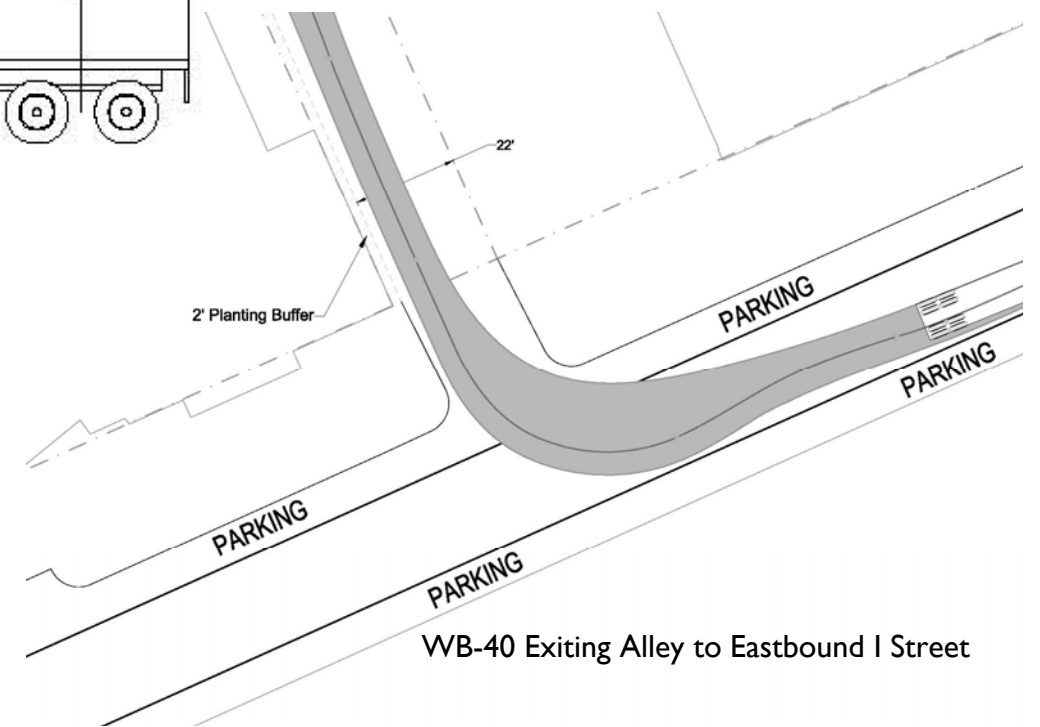 22'
2' Planting Buffer
PARKING
PARKING
PARKING
PARKING
WB-40 Exiting Alley to Eastbound I Street